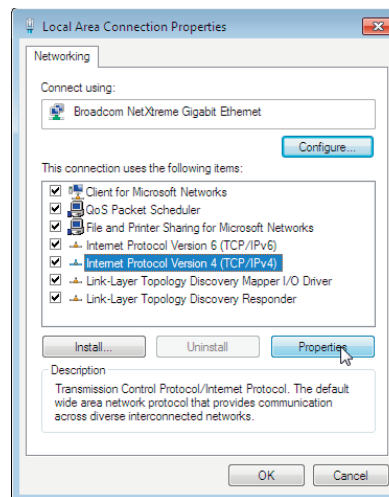 Local Area Connection Properties
Networking
Connect using:
Broadcom NetXtreme Gigabit Ethernet
Configure...
This connection uses the following items:
Client for Microsoft Networks
QoS Packet Scheduler
File and Printer Sharing for Microsoft Networks
Internet Protocol Version 6 (TCP/IPv6)
Internet Protocol Version 4 (TCP/IPv4)
Link-Layer Topology Discovery Mapper I/O Driver
Link-Layer Topology Discovery Responder
Install... Uninstall Properties
Description
Transmission Control Protocol/Internet Protocol. The default
wide area network protocol that provides communication
across diverse interconnected networks.
OK Cancel